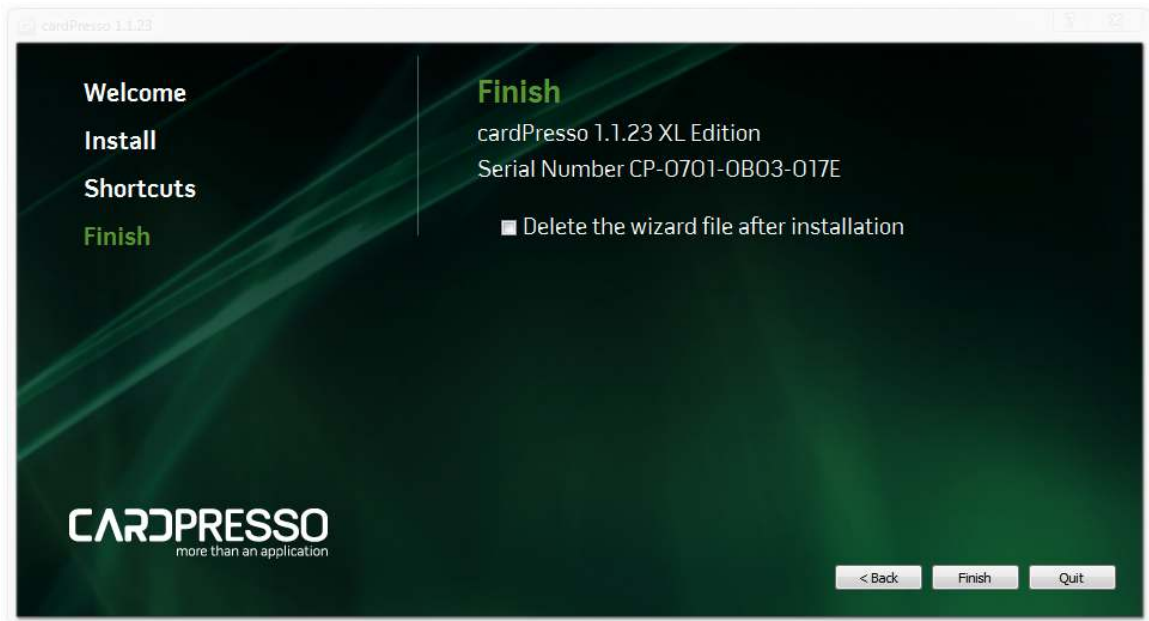 cardPresso 1.1.23
Welcome
Install
Shortcuts
Finish
Finish
cardPresso 1.1.23 XL Edition
Serial Number CP-0701-0B03-017E
Delete the wizard file after installation
CARDPRESSO
more than an application
< Back
Finish
Quit